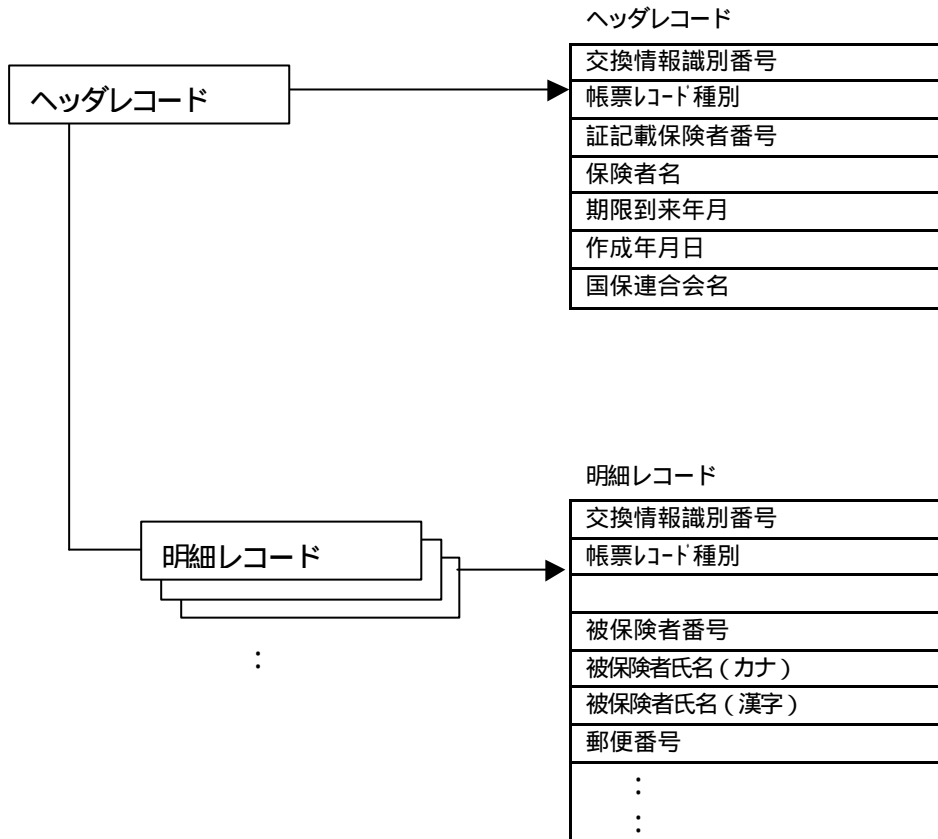 ヘッダレコード
ヘッダレコード
交換情報識別番号
帳票ﾚｺｰﾄﾞ種別
証記載保険者番号
保険者名
期限到来年月
作成年月日
国保連合会名
明細レコード
明細レコード
交換情報識別番号
帳票ﾚｺｰﾄﾞ種別
被保険者番号
被保険者氏名(カナ)
被保険者氏名(漢字)
郵便番号
:
:
: